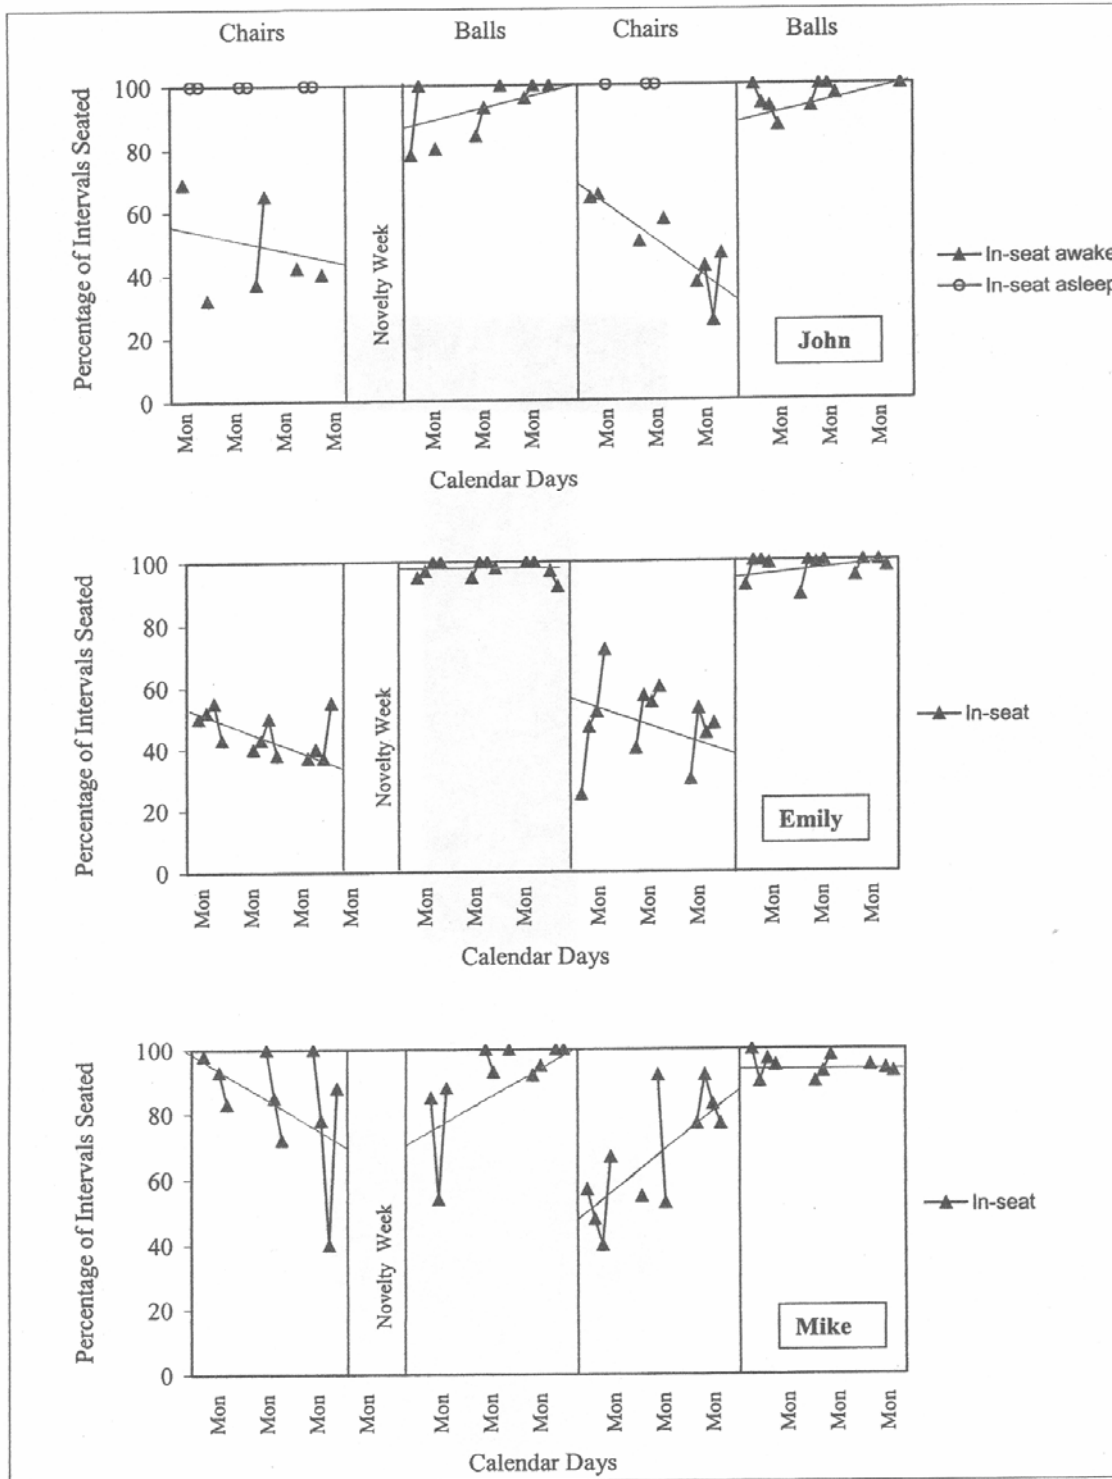 Chairs Balls Chairs Balls
Percentage of Intervals Seated
100
80
60
40
20
0
Novelty Week
In-seat awake
In-seat asleep
John
Mon Mon Mon Mon Mon Mon Mon Mon Mon Mon Mon Mon Mon
Calendar Days
Percentage of Intervals Seated
100
80
60
40
20
0
Novelty Week
In-seat
Emily
Mon Mon Mon Mon Mon Mon Mon Mon Mon Mon Mon Mon Mon
Calendar Days
Percentage of Intervals Seated
100
80
60
40
20
0
Novelty Week
In-seat
Mike
Mon Mon Mon Mon Mon Mon Mon Mon Mon Mon Mon Mon Mon
Calendar Days